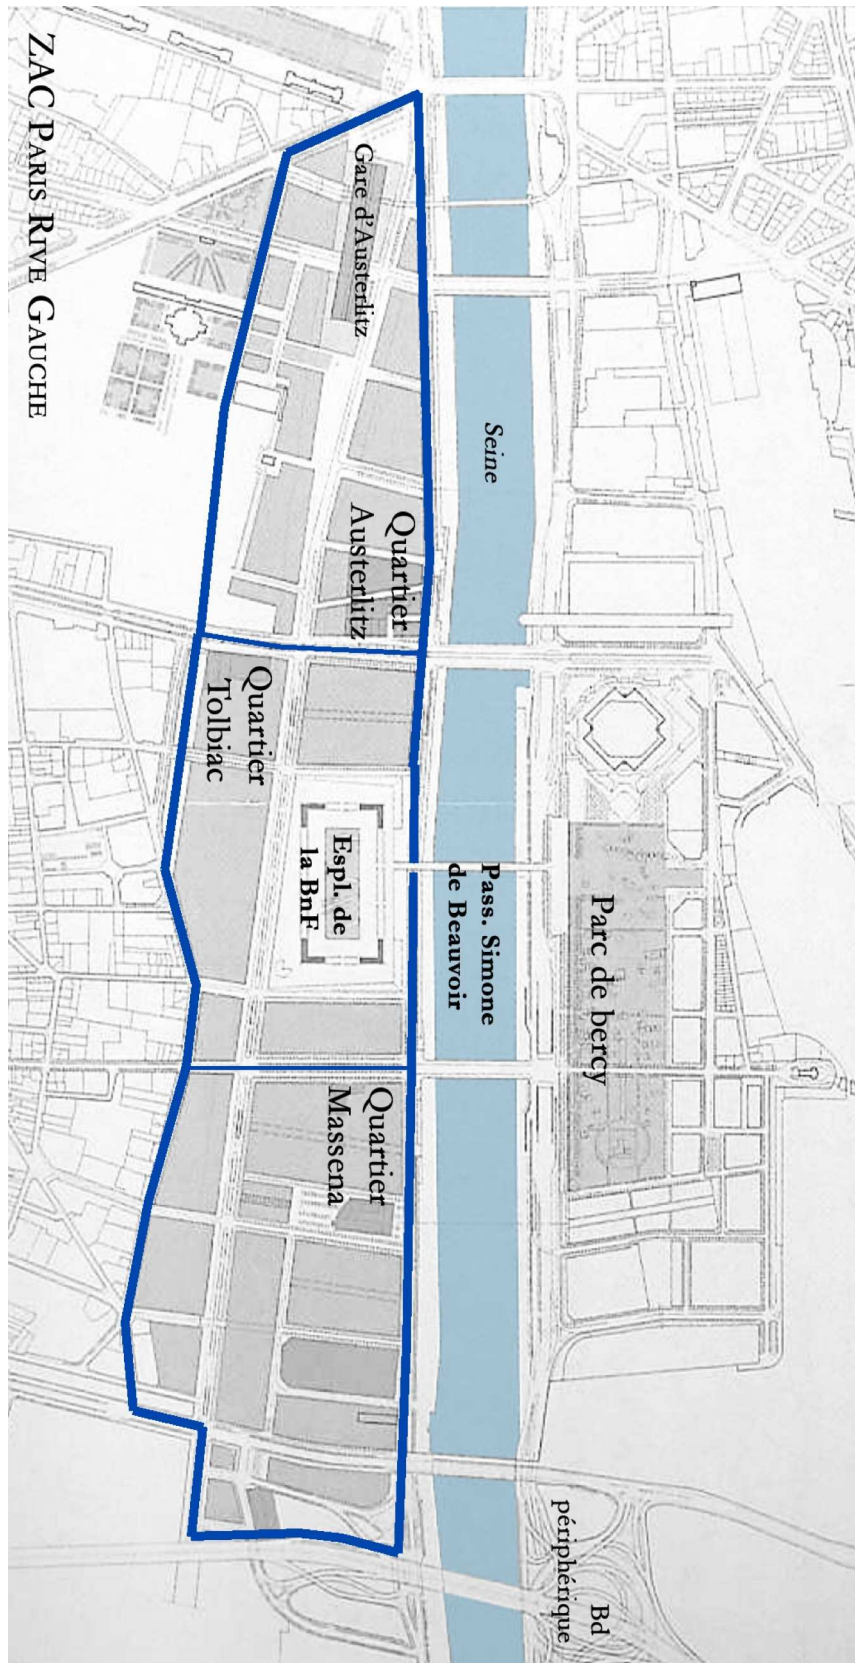 Parc de bercy
Bd
périphérique
Seine
Pass. Simone
de Beauvoir
Quartier
Austerlitz
Quartier
Massena
Gare d'Austerlitz
Espl. de
la BnF
Quartier
Tolbiac
ZAC Paris Rive Gauche